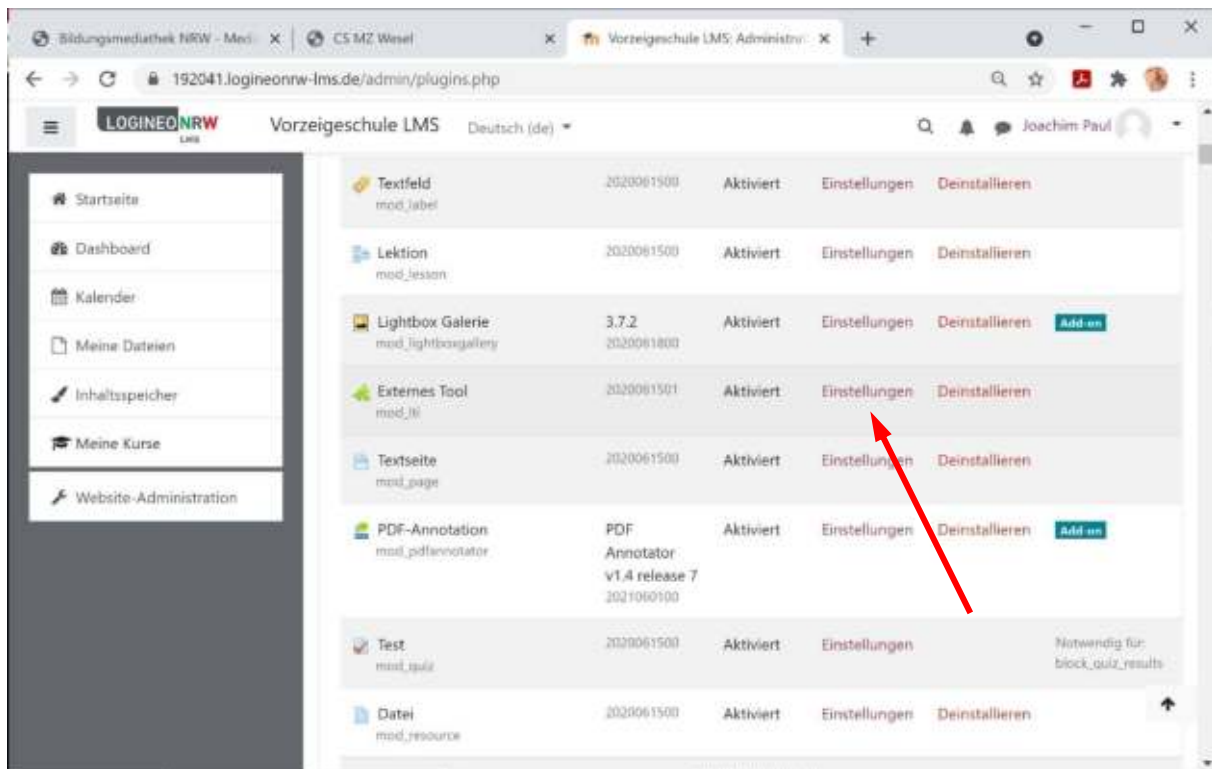 Bildungsmediathek NRW - Medi
CS MZ Wesel
Vorzeigeschule LMS: Administra
192041.logineonrw-lms.de/admin/plugins.php
LOGINEO NRW
LMS
Vorzeigeschule LMS
Deutsch (de)
Joachim Paul
Startseite
Dashboard
Kalender
Meine Dateien
Inhaltsspeicher
Meine Kurse
Website-Administration
Textfeld 2020061500 Aktiviert Einstellungen Deinstallieren
mod_label
Lektion 2020061500 Aktiviert Einstellungen Deinstallieren
mod_lesson
Lightbox Galerie 3.7.2 Aktiviert Einstellungen Deinstallieren Add-on
mod_lightboxgallery 2020081800
Externes Tool 2020061501 Aktiviert Einstellungen Deinstallieren
mod_lti
Textseite 2020061500 Aktiviert Einstellungen Deinstallieren
mod_page
PDF-Annotation PDF Aktiviert Einstellungen Deinstallieren Add-on
mod_pdfannotator Annotator
v1.4 release 7
2021060100
Test 2020061500 Aktiviert Einstellungen Notwendig für:
mod_quiz block_quiz_results
Datei 2020061500 Aktiviert Einstellungen Deinstallieren
mod_resource